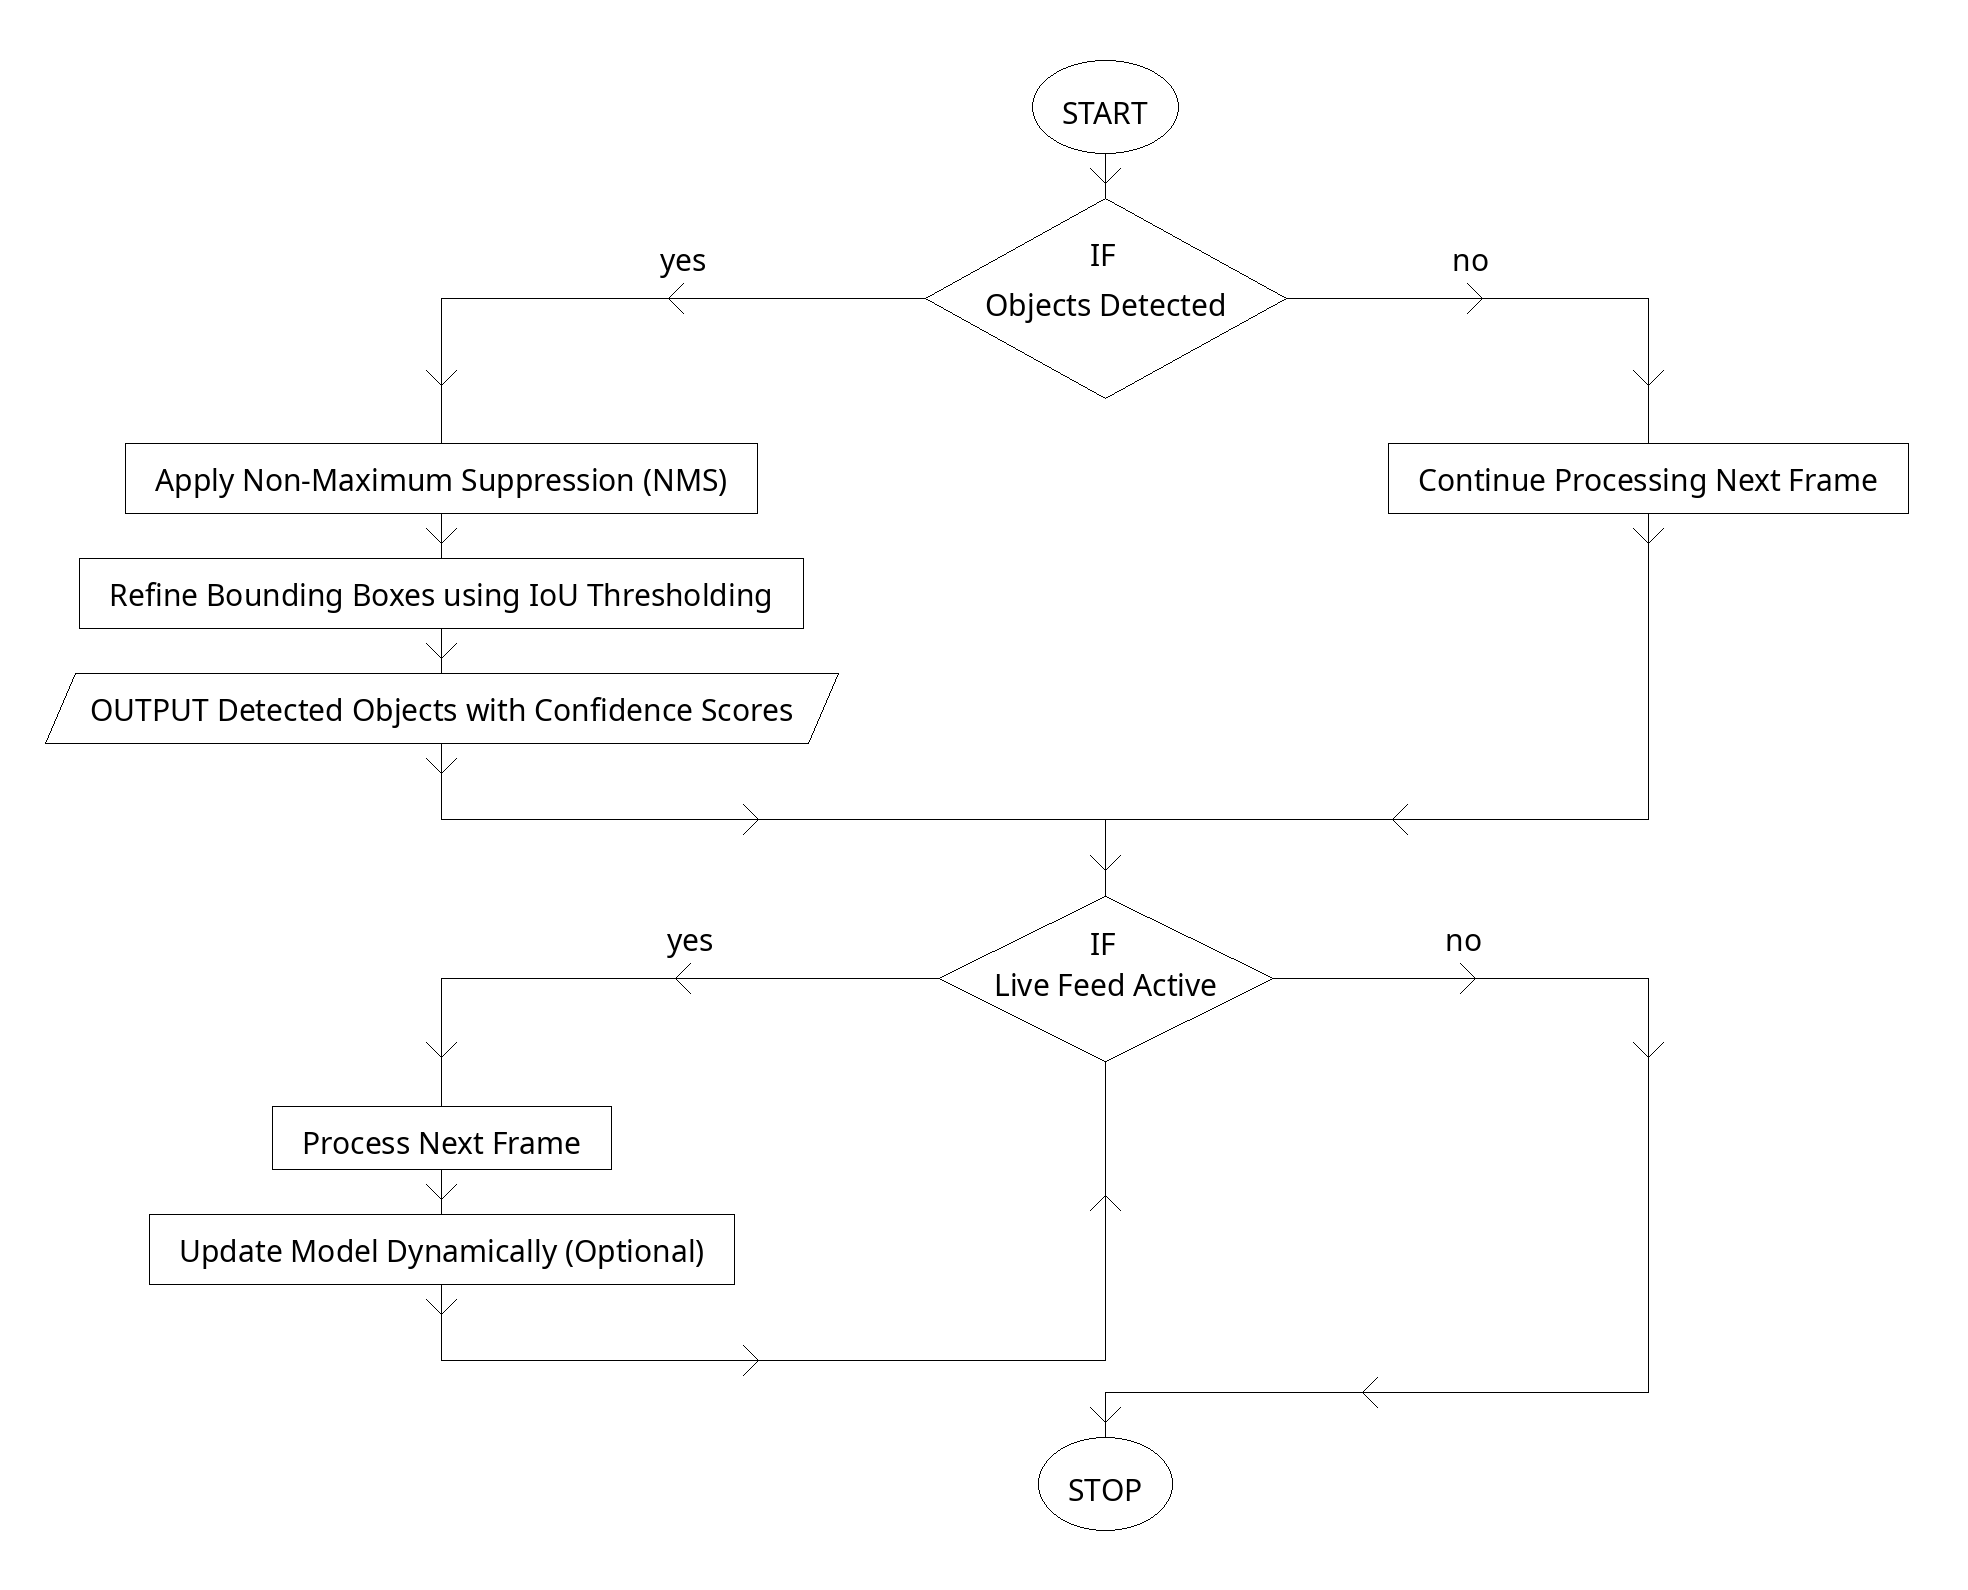 START
IF
Objects Detected
yes
no
Apply Non-Maximum Suppression (NMS)
Continue Processing Next Frame
Refine Bounding Boxes using IoU Thresholding
OUTPUT Detected Objects with Confidence Scores
IF
Live Feed Active
yes
no
Process Next Frame
Update Model Dynamically (Optional)
STOP